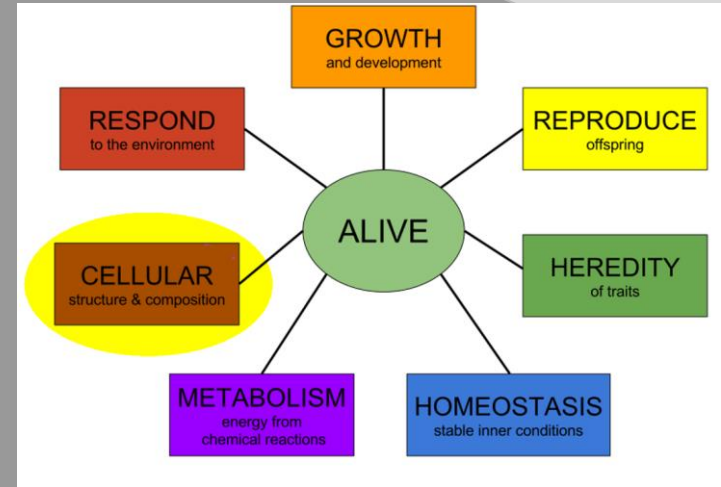 GROWTH
and development
RESPOND
to the environment
REPRODUCE
offspring
ALIVE
CELLULAR
structure & composition
HEREDITY
of traits
METABOLISM
energy from
chemical reactions
HOMEOSTASIS
stable inner conditions